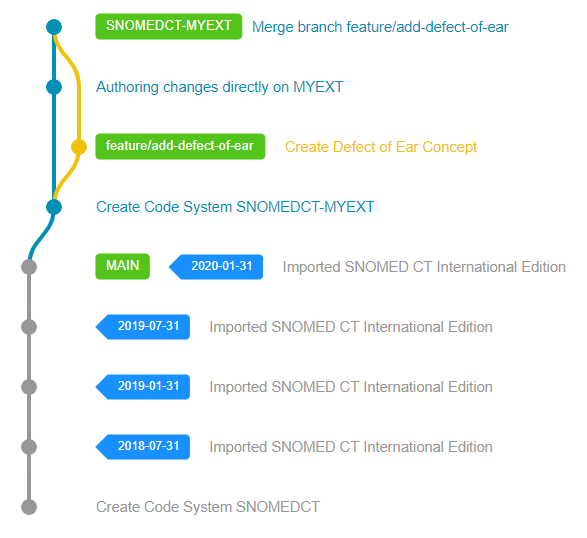 SNOMEDCT-MYEXT Merge branch feature/add-defect-of-ear
Authoring changes directly on MYEXT
feature/add-defect-of-ear Create Defect of Ear Concept
Create Code System SNOMEDCT-MYEXT
MAIN 2020-01-31 Imported SNOMED CT International Edition
2019-07-31 Imported SNOMED CT International Edition
2019-01-31 Imported SNOMED CT International Edition
2018-07-31 Imported SNOMED CT International Edition
Create Code System SNOMEDCT